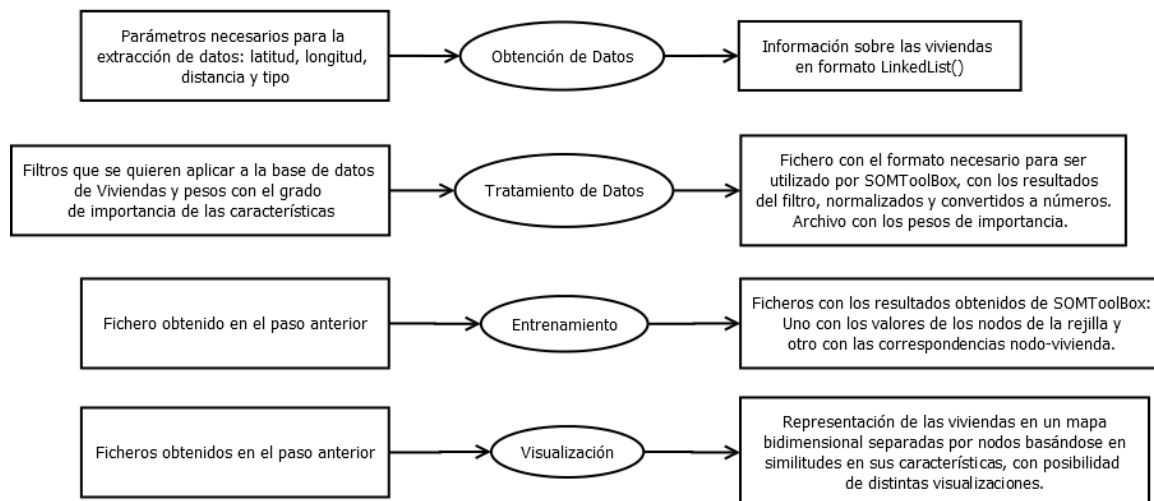 Parámetros necesarios para la
extracción de datos: latitud, longitud,
distancia y tipo
Obtención de Datos
Información sobre las viviendas
en formato LinkedList()
Filtros que se quieren aplicar a la base de datos
de Viviendas y pesos con el grado
de importancia de las características
Tratamiento de Datos
Fichero con el formato necesario para ser
utilizado por SOMToolBox, con los resultados
del filtro, normalizados y convertidos a números.
Archivo con los pesos de importancia.
Fichero obtenido en el paso anterior
Entrenamiento
Ficheros con los resultados obtenidos de SOMToolBox:
Uno con los valores de los nodos de la rejilla y
otro con las correspondencias nodo-vivienda.
Ficheros obtenidos en el paso anterior
Visualización
Representación de las viviendas en un mapa
bidimensional separadas por nodos basándose en
similitudes en sus características, con posibilidad
de distintas visualizaciones.